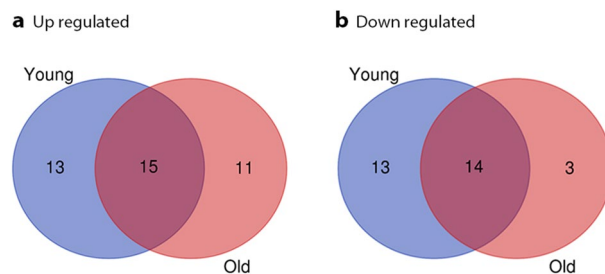 a Up regulated
Young
13 15 11
Old
b Down regulated
Young
13 14 3
Old